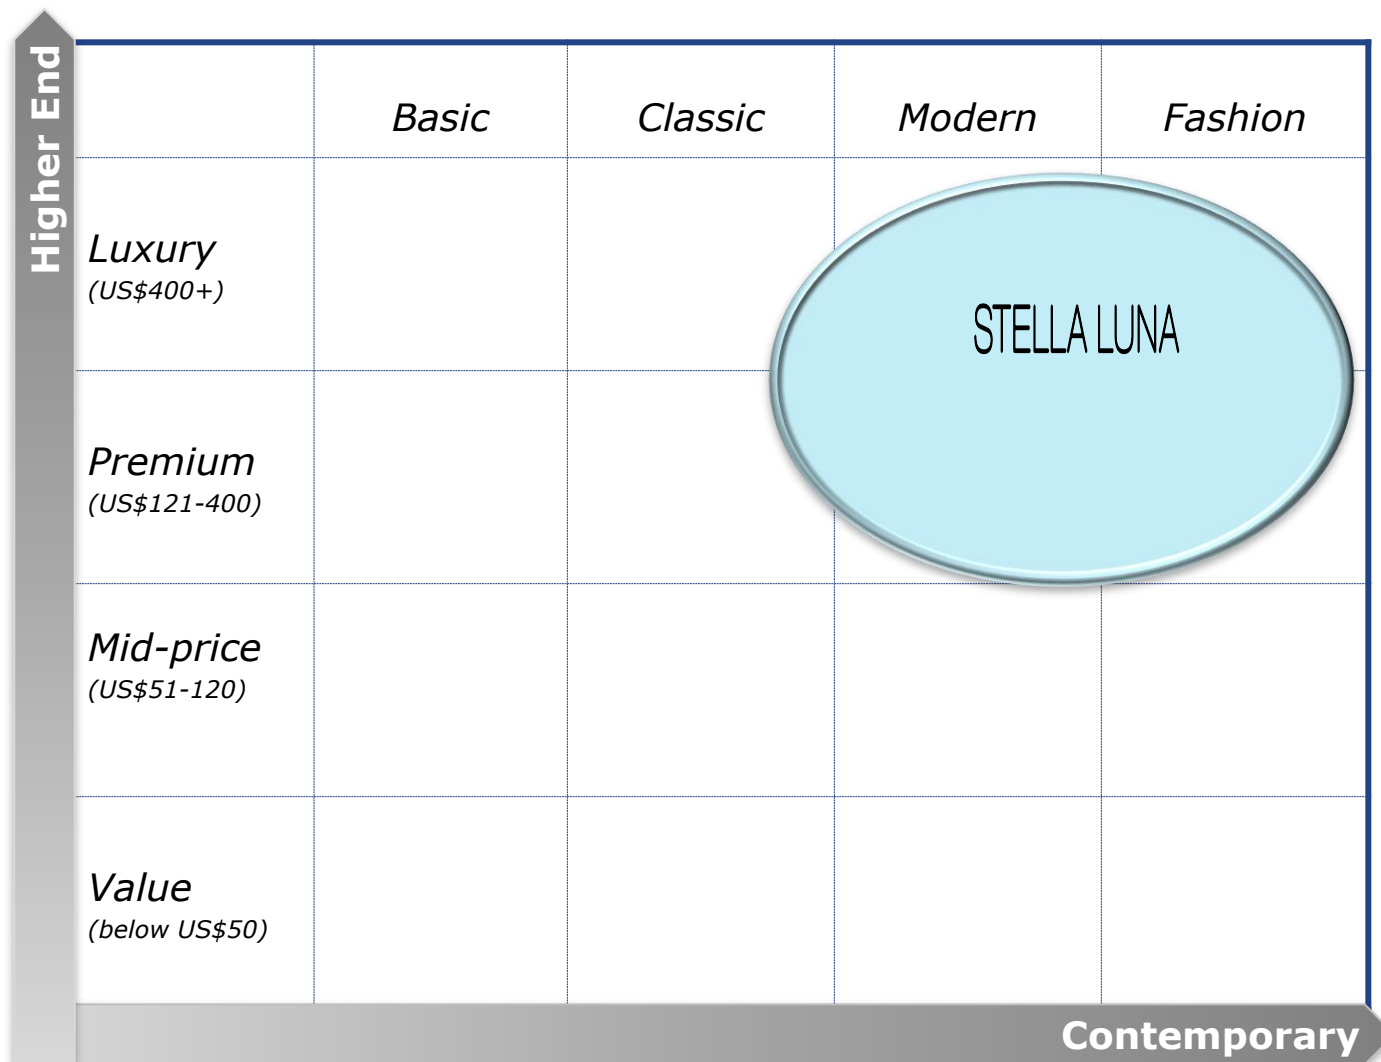 Higher End
Basic Classic Modern Fashion
Luxury
(US$400+)
STELLA LUNA
Premium
(US$121-400)
Mid-price
(US$51-120)
Value
(below US$50)
Contemporary